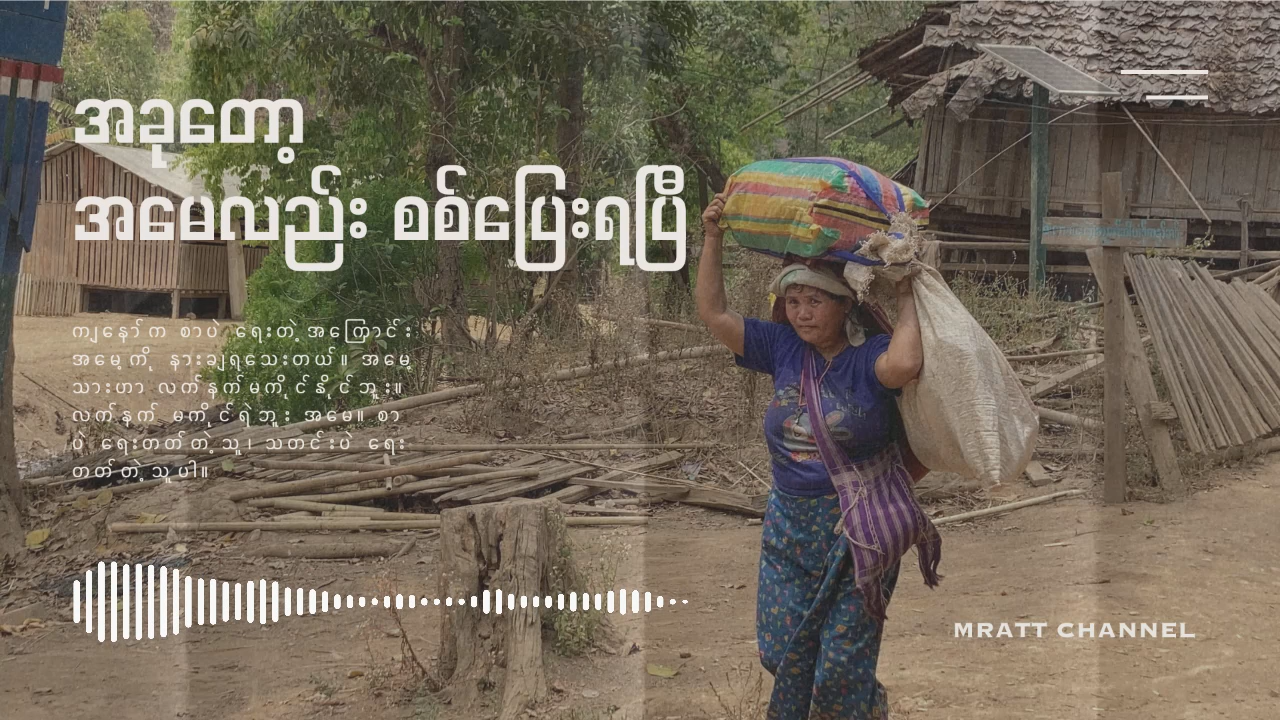 အခုတော့
အမေလည်း စစ်ပြေးရပြီ
ကျနော်က စာပဲ ရေးတဲ့ အကြောင်း
အမေ့ကို နားချရသေးတယ်။ အမေ့
သားဟာ လက်နက်မကိုင်နိုင်ဘူး။
လက်နက် မကိုင်ရဲဘူး အမေ။ စာ
ပဲ ရေးတတ်တဲ့သူ၊ သတင်းပဲ ရေး
တတ်တဲ့သူပါ။
MRATT CHANNEL